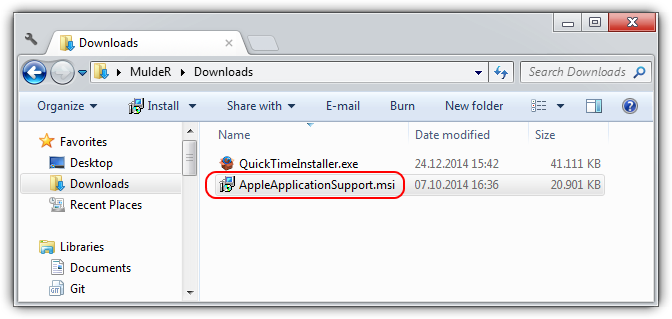 Downloads
MuldeR Downloads
Search Downloads
Organize Install Share with E-mail Burn New folder
Name Date modified Size
Favorites
Desktop
Downloads
Recent Places
Libraries
Documents
Git
QuickTimeInstaller.exe 24.12.2014 15:42 41.111 KB
AppleApplicationSupport.msi 07.10.2014 16:36 20.901 KB